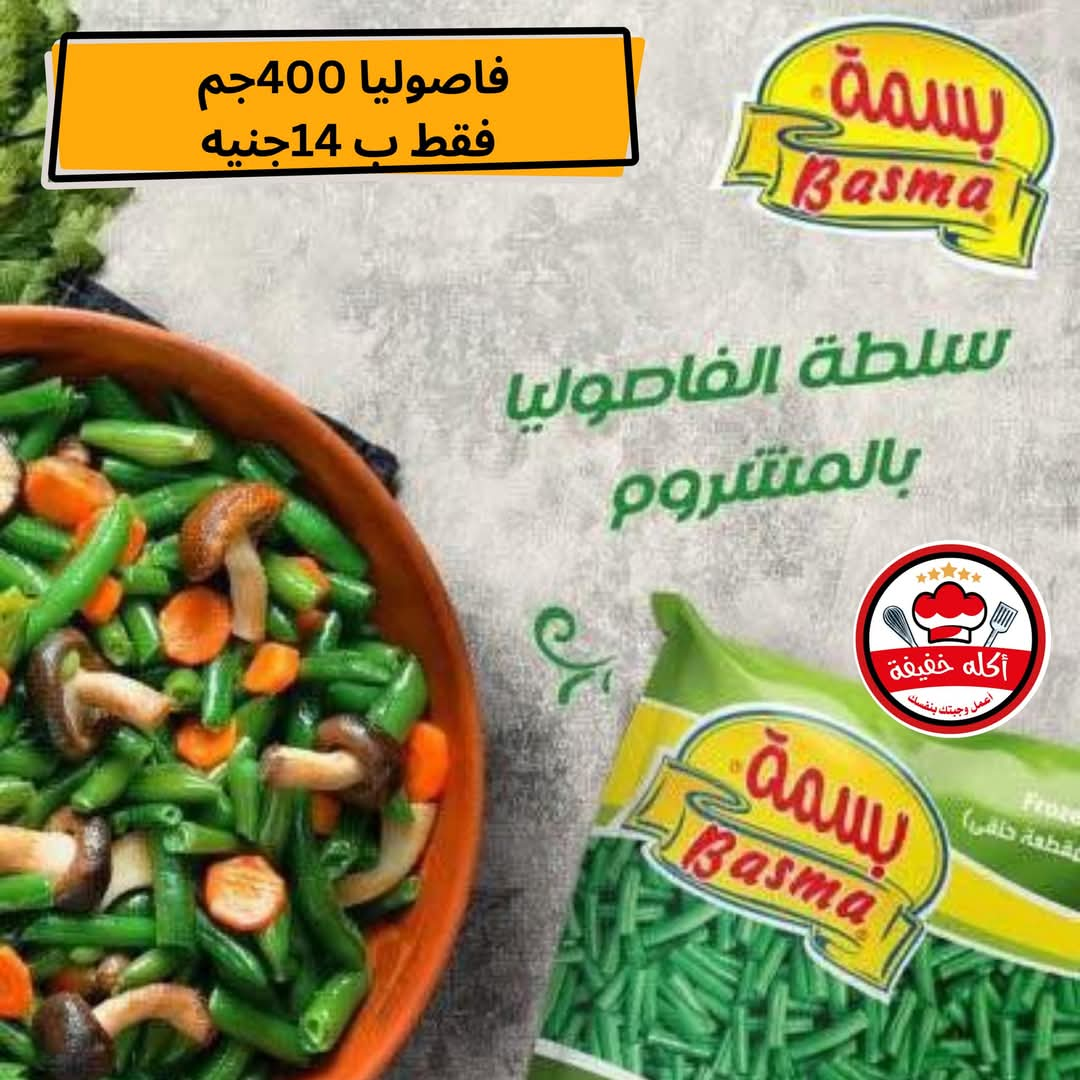 فاصوليا 400جم
فقط ب 14جنيه
بسمة
Basma
سلطة الفاصوليا
بالمشروم
أكله خفيفة
أعمل وجبتك بنفسك
بسمة
Basma